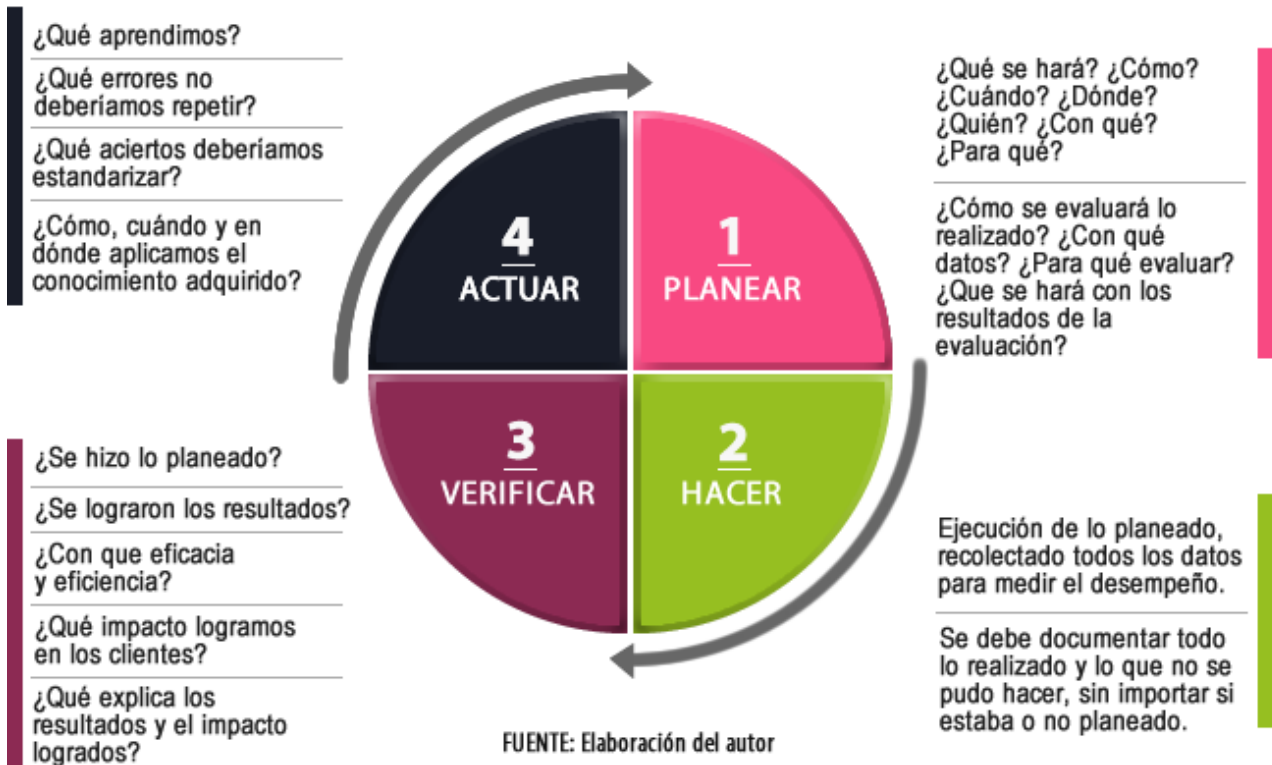 ¿Qué aprendimos?
¿Qué errores no
deberíamos repetir?
¿Qué aciertos deberíamos
estandarizar?
¿Cómo, cuándo y en
dónde aplicamos el
conocimiento adquirido?
4
ACTUAR
1
PLANEAR
¿Qué se hará? ¿Cómo?
¿Cuándo? ¿Dónde?
¿Quién? ¿Con qué?
¿Para qué?
¿Cómo se evaluará lo
realizado? ¿Con qué
datos? ¿Para qué evaluar?
¿Que se hará con los
resultados de la
evaluación?
¿Se hizo lo planeado?
¿Se lograron los resultados?
¿Con que eficacia
y eficiencia?
¿Qué impacto logramos
en los clientes?
¿Qué explica los
resultados y el impacto
logrados?
3
VERIFICAR
2
HACER
Ejecución de lo planeado,
recolectado todos los datos
para medir el desempeño.
Se debe documentar todo
lo realizado y lo que no se
pudo hacer, sin importar si
estaba o no planeado.
FUENTE: Elaboración del autor